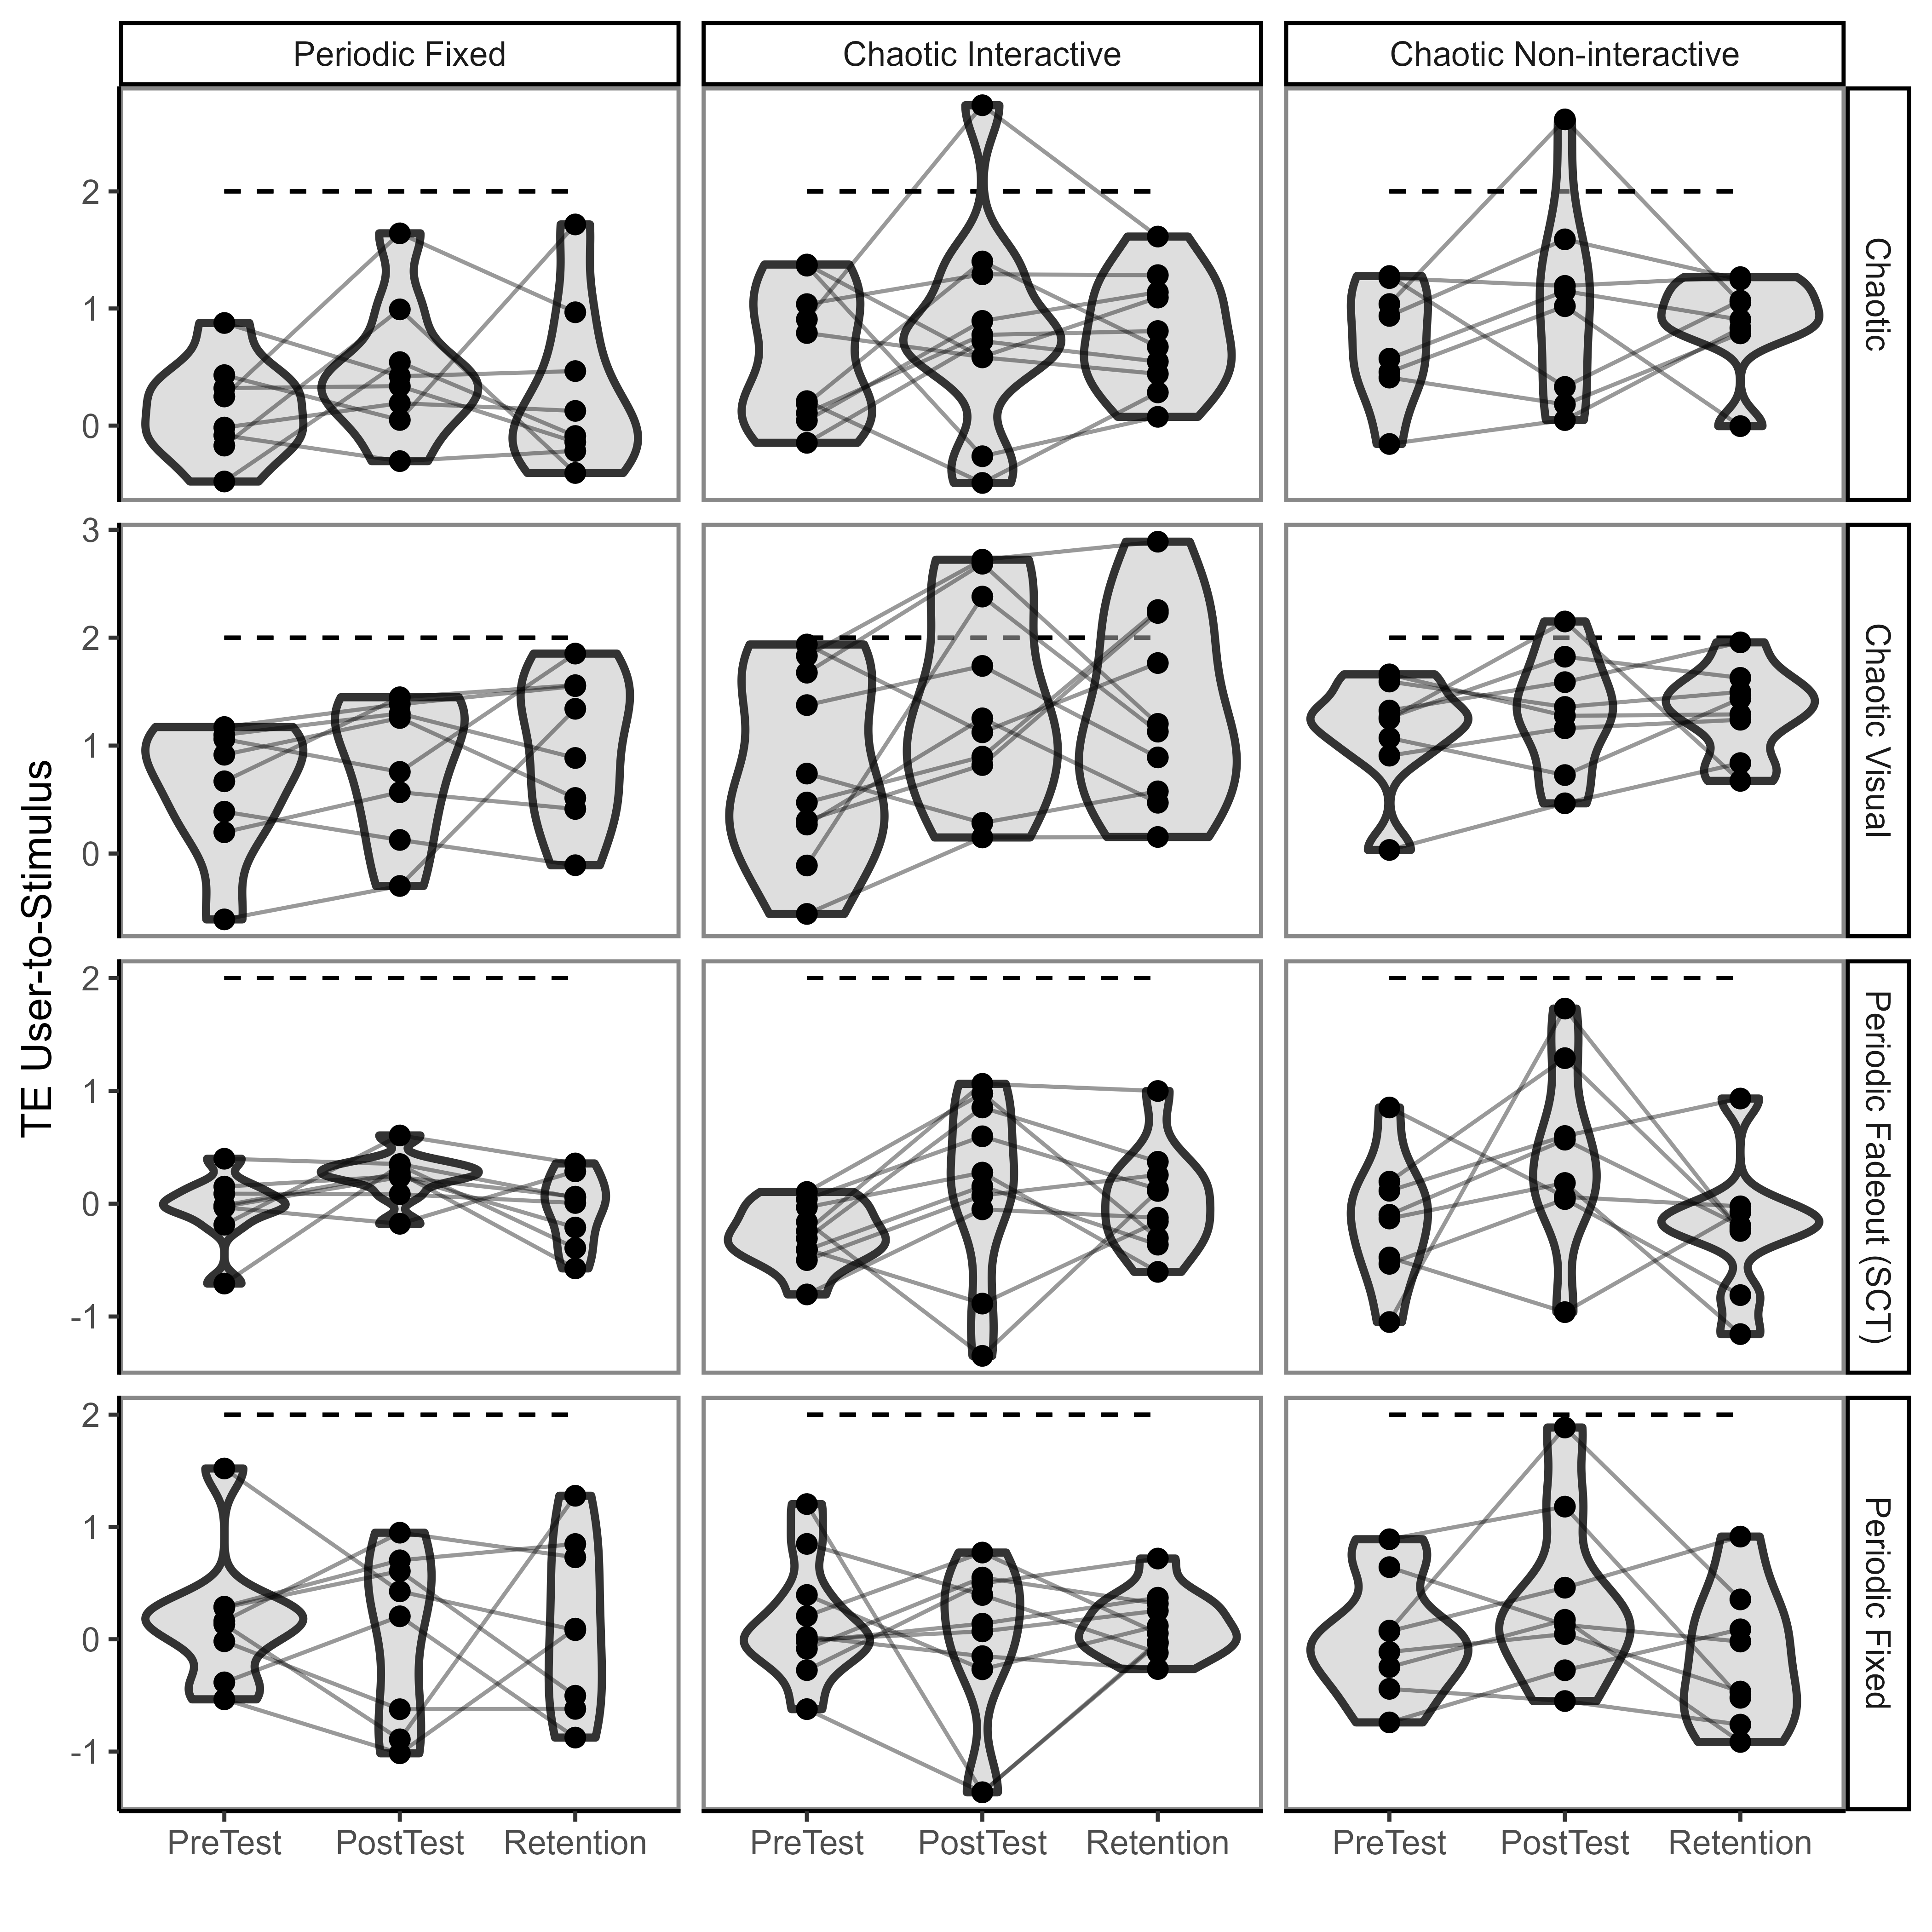 Periodic Fixed
Chaotic Interactive
Chaotic Non-interactive
TE User-to-Stimulus
2
1
0
Chaotic
3
2
1
0
Chaotic Visual
2
1
0
-1
Periodic Fadeout (SCT)
2
1
0
-1
Periodic Fixed
PreTest
PostTest
Retention
PreTest
PostTest
Retention
PreTest
PostTest
Retention